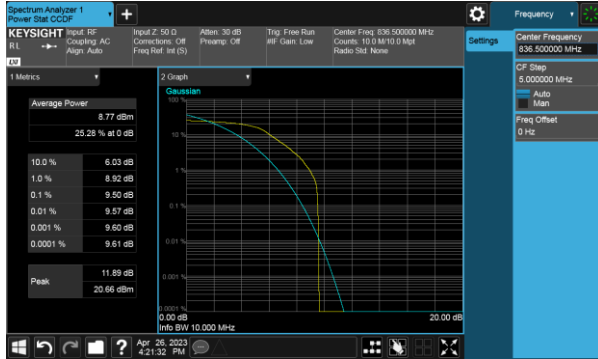 Spectrum Analyzer 1
Power Stat CCDF
+
Frequency
KEYSIGHT
RL
Input: RF
Coupling: AC
Align: Auto
Input Z: 50 Ω
Corrections: Off
Freq Ref: Int (S)
Atten: 30 dB
Preamp: Off
Trig: Free Run
#IF Gain: Low
Center Freq: 836.500000 MHz
Counts: 10.0 M/10.0 Mpt
Radio Std: None
Settings
Center Frequency
836.500000 MHz
CF Step
5.000000 MHz
Auto
Man
Freq Offset
0 Hz
1 Metrics
Average Power
8.77 dBm
25.28 % at 0 dB
10.0 % 6.03 dB
1.0 % 8.92 dB
0.1 % 9.50 dB
0.01 % 9.57 dB
0.001 % 9.60 dB
0.0001 % 9.61 dB
Peak
11.89 dB
20.66 dBm
2 Graph
Gaussian
100 %
10 %
1 %
0.1 %
0.01 %
0.001 %
0.0001 %
0.00 dB
20.00 dB
Info BW 10.000 MHz
?
Apr 26, 2023
4:21:32 PM